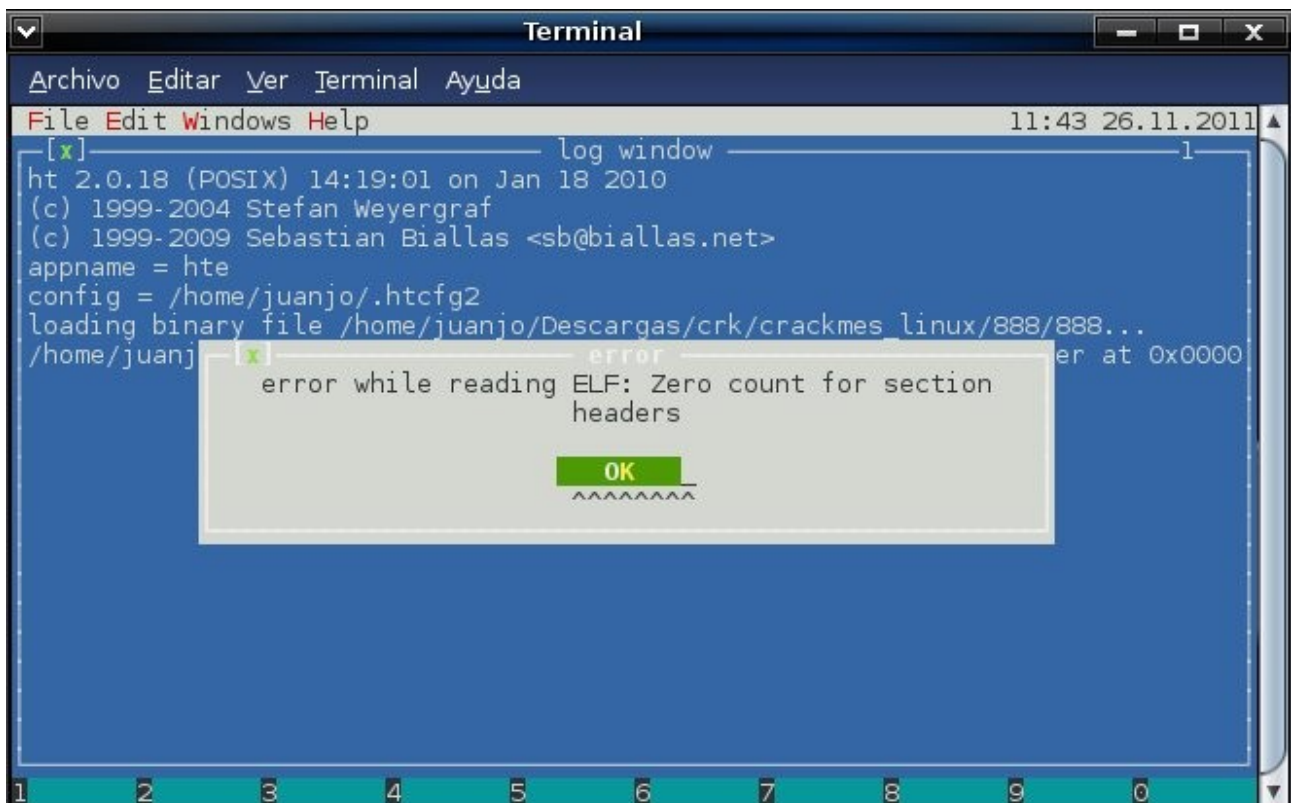 Terminal
Archivo Editar Ver Terminal Ayuda
File Edit Windows Help 11:43 26.11.2011
[x] log window 1
ht 2.0.18 (POSIX) 14:19:01 on Jan 18 2010
(c) 1999-2004 Stefan Weyergraf
(c) 1999-2009 Sebastian Biallas <sb@biallas.net>
appname = hte
config = /home/juanjo/.htcfg2
loading binary file /home/juanjo/Descargas/crk/crackmes_linux/888/888...
/home/juanj er at 0x0000
[x] error
error while reading ELF: Zero count for section
headers
OK
^^^^^^^^
1 2 3 4 5 6 7 8 9 0